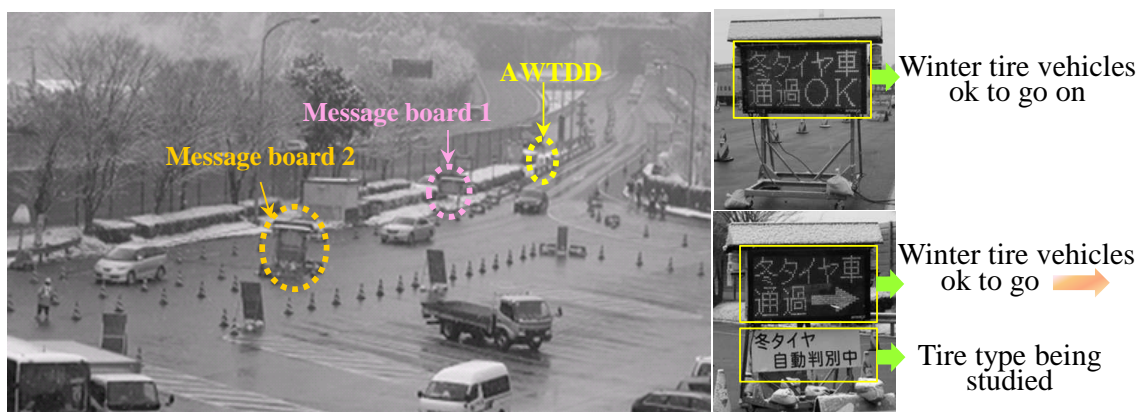 AWTDD
Message board 1
Message board 2
冬タイヤ車
通過OK
Winter tire vehicles
ok to go on
冬タイヤ車
通過
Winter tire vehicles
ok to go
冬タイヤ
自動判別中
Tire type being
studied